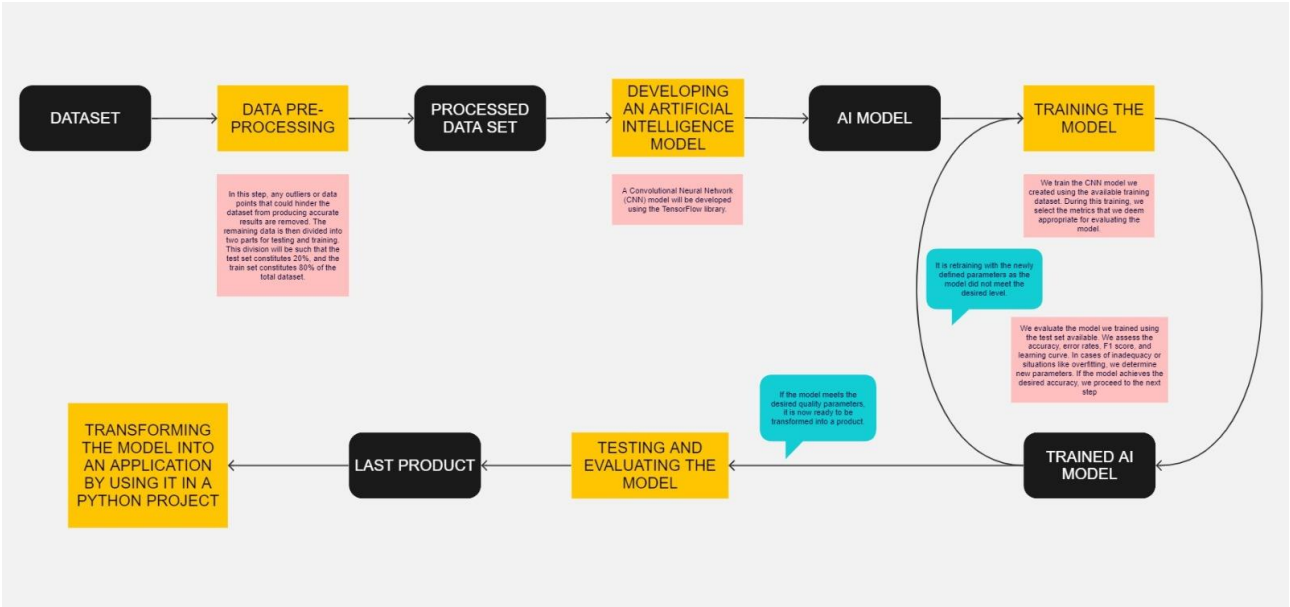 DATASET
DATA PRE-
PROCESSING
PROCESSED
DATA SET
DEVELOPING
AN ARTIFICIAL
INTELLIGENCE
MODEL
AI MODEL
TRAINING THE
MODEL
In this step, any outliers or data
points that could hinder the
dataset from producing accurate
results are removed. The
remaining data is then divided into
two parts for testing and training.
This division will be such that the
test set constitutes 20%, and the
train set constitutes 80% of the
total dataset.
A Convolutional Neural Network
(CNN) model will be developed
using the TensorFlow library.
We train the CNN model we
created using the available training
dataset. During this training, we
select the metrics that we deem
appropriate for evaluating the
model.
It is retraining with the newly
defined parameters as the
model did not meet the
desired level.
We evaluate the model we trained using
the test set available. We assess the
accuracy, error rates, F1 score, and
learning curve. In cases of inadequacy or
situations like overfitting, we determine
new parameters. If the model achieves the
desired accuracy, we proceed to the next
step
If the model meets the
desired quality parameters,
it is now ready to be
transformed into a product
TRANSFORMING
THE MODEL INTO
AN APPLICATION
BY USING IT IN A
PYTHON PROJECT
LAST PRODUCT
TESTING AND
EVALUATING THE
MODEL
TRAINED AI
MODEL